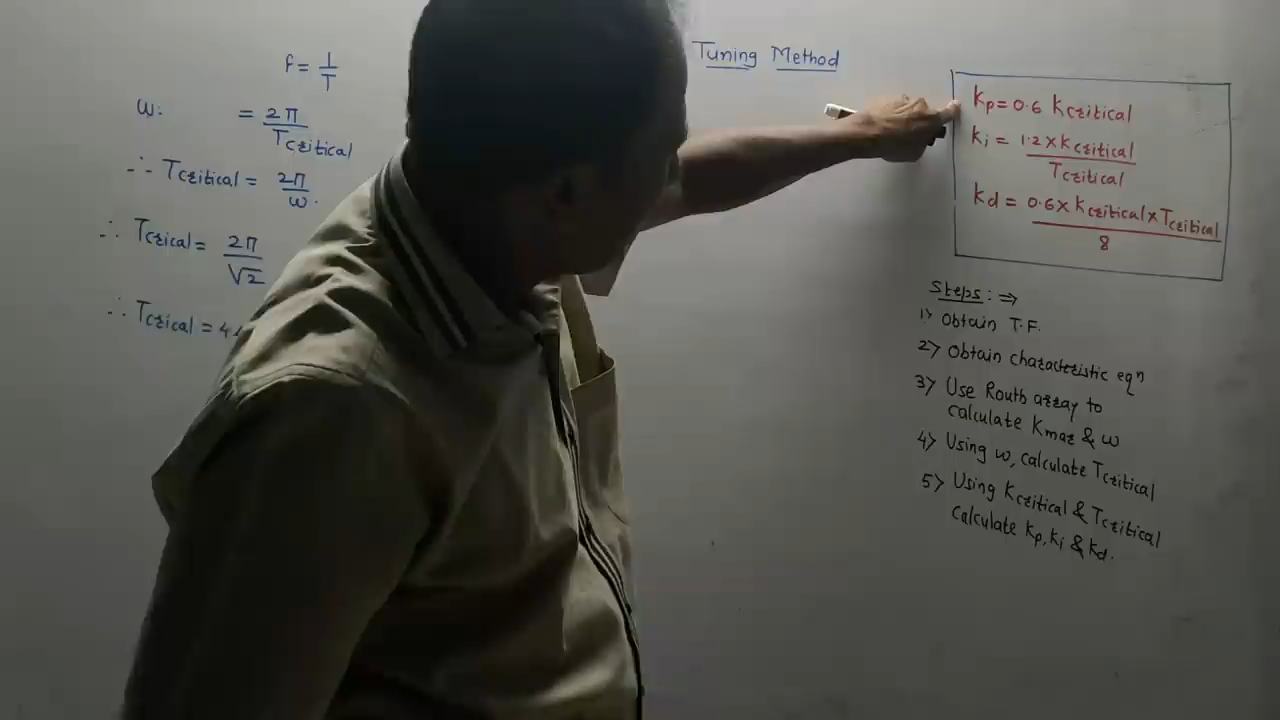 Tuning Method
f = 1/T
ω. = 2π/Tcritical
∴ Tcritical = 2π/ω.
∴ Tcrical = 2π/√2
∴ Tcrical = 4.
Kp = 0.6 Kcritical
Ki = 1.2 x Kcritical / Tcritical
Kd = 0.6 x Kcritical x Tcritical / 8
Steps : ⇒
1> Obtain T.F.
2> Obtain characteristic eqn
3> Use Routh array to
calculate Kmar & ω
4> Using ω, calculate Tcritical
5> Using Kcritical & Tcritical
calculate Kp, Ki & Kd.